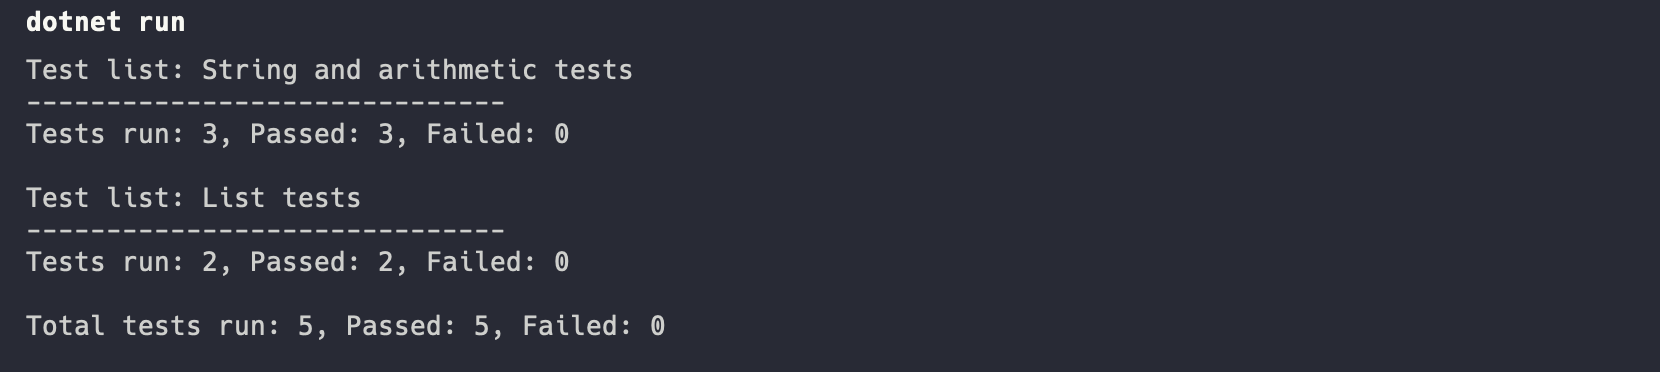 dotnet run
Test list: String and arithmetic tests
------------------------------
Tests run: 3, Passed: 3, Failed: 0
Test list: List tests
------------------------------
Tests run: 2, Passed: 2, Failed: 0
Total tests run: 5, Passed: 5, Failed: 0